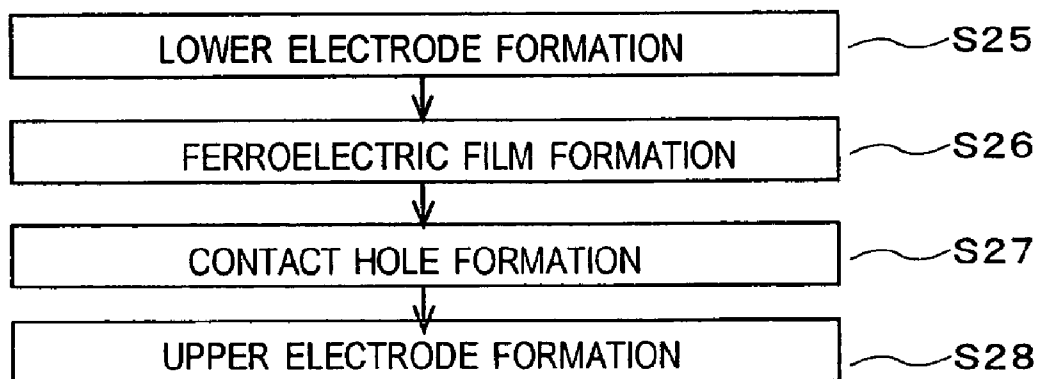 LOWER ELECTRODE FORMATION S25
FERROELECTRIC FILM FORMATION S26
CONTACT HOLE FORMATION S27
UPPER ELECTRODE FORMATION S28